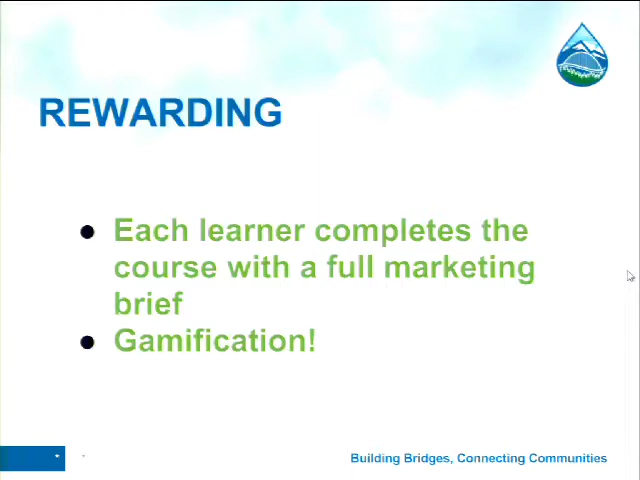 REWARDING
● Each learner completes the
course with a full marketing
brief
● Gamification!
Building Bridges, Connecting Communities